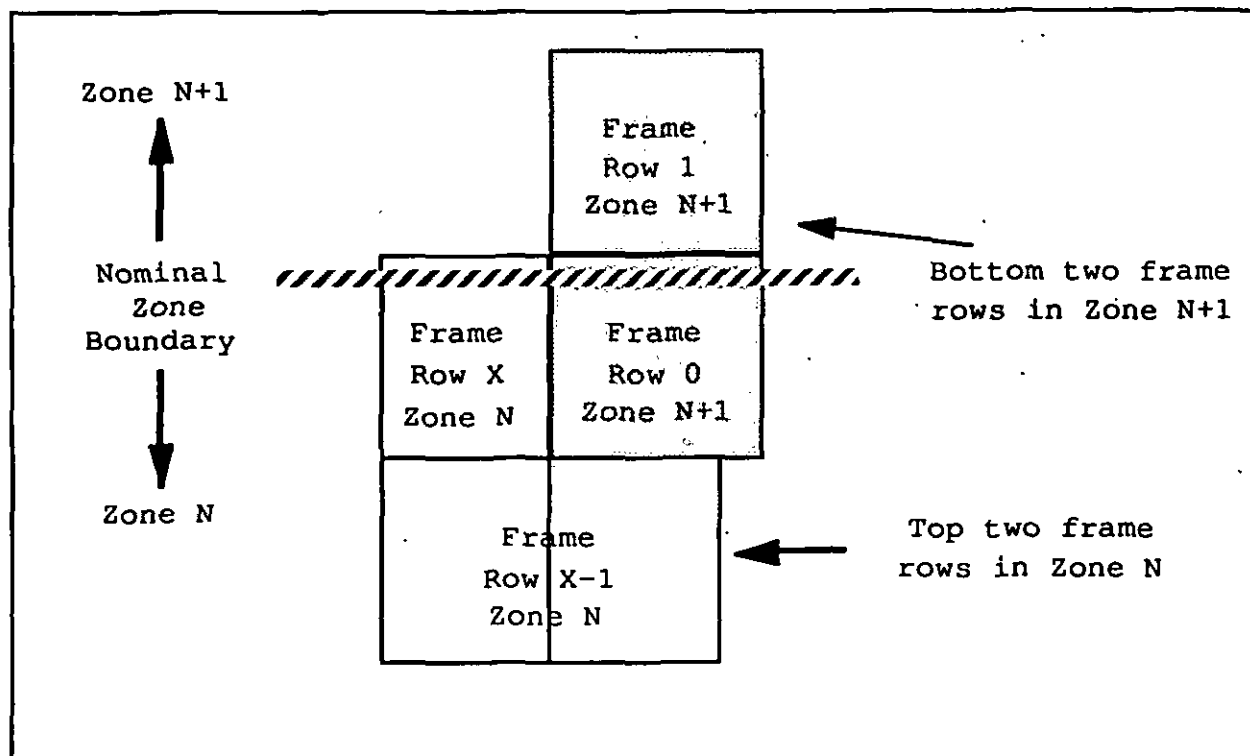 Zone N+1
Nominal
Zone
Boundary
Zone N
Frame
Row 1
Zone N+1
Frame
Row X
Zone N
Frame
Row 0
Zone N+1
Frame
Row X-1
Zone N
Bottom two frame
rows in Zone N+1
Top two frame
rows in Zone N